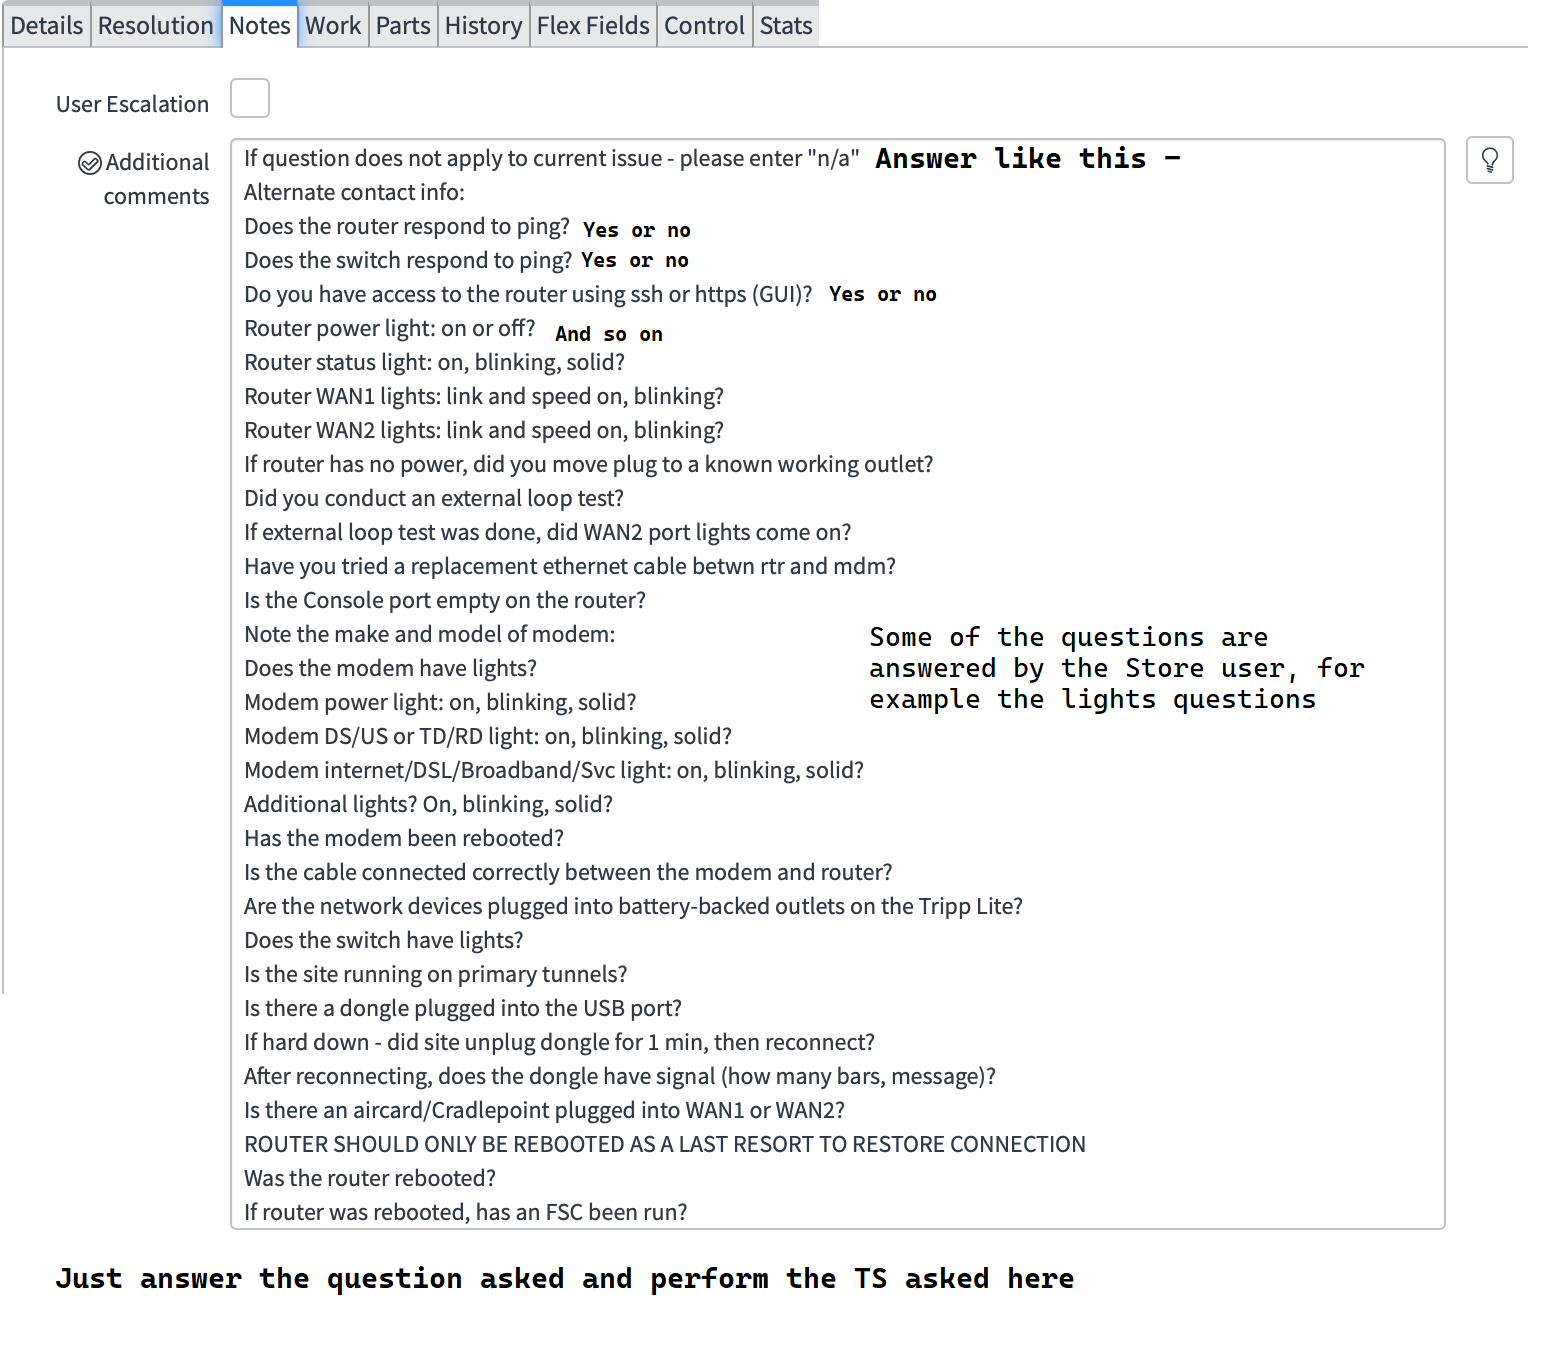 Details Resolution Notes Work Parts History Flex Fields Control Stats
User Escalation
Additional comments
If question does not apply to current issue - please enter "n/a" Answer like this -
Alternate contact info:
Does the router respond to ping? Yes or no
Does the switch respond to ping? Yes or no
Do you have access to the router using ssh or https (GUI)? Yes or no
Router power light: on or off? And so on
Router status light: on, blinking, solid?
Router WAN1 lights: link and speed on, blinking?
Router WAN2 lights: link and speed on, blinking?
If router has no power, did you move plug to a known working outlet?
Did you conduct an external loop test?
If external loop test was done, did WAN2 port lights come on?
Have you tried a replacement ethernet cable betwn rtr and mdm?
Is the Console port empty on the router?
Note the make and model of modem:
Does the modem have lights?
Modem power light: on, blinking, solid?
Some of the questions are
answered by the Store user, for
example the lights questions
Modem DS/US or TD/RD light: on, blinking, solid?
Modem internet/DSL/Broadband/Svc light: on, blinking, solid?
Additional lights? On, blinking, solid?
Has the modem been rebooted?
Is the cable connected correctly between the modem and router?
Are the network devices plugged into battery-backed outlets on the Tripp Lite?
Does the switch have lights?
Is the site running on primary tunnels?
Is there a dongle plugged into the USB port?
If hard down - did site unplug dongle for 1 min, then reconnect?
After reconnecting, does the dongle have signal (how many bars, message)?
Is there an aircard/Cradlepoint plugged into WAN1 or WAN2?
ROUTER SHOULD ONLY BE REBOOTED AS A LAST RESORT TO RESTORE CONNECTION
Was the router rebooted?
If router was rebooted, has an FSC been run?
Just answer the question asked and perform the TS asked here